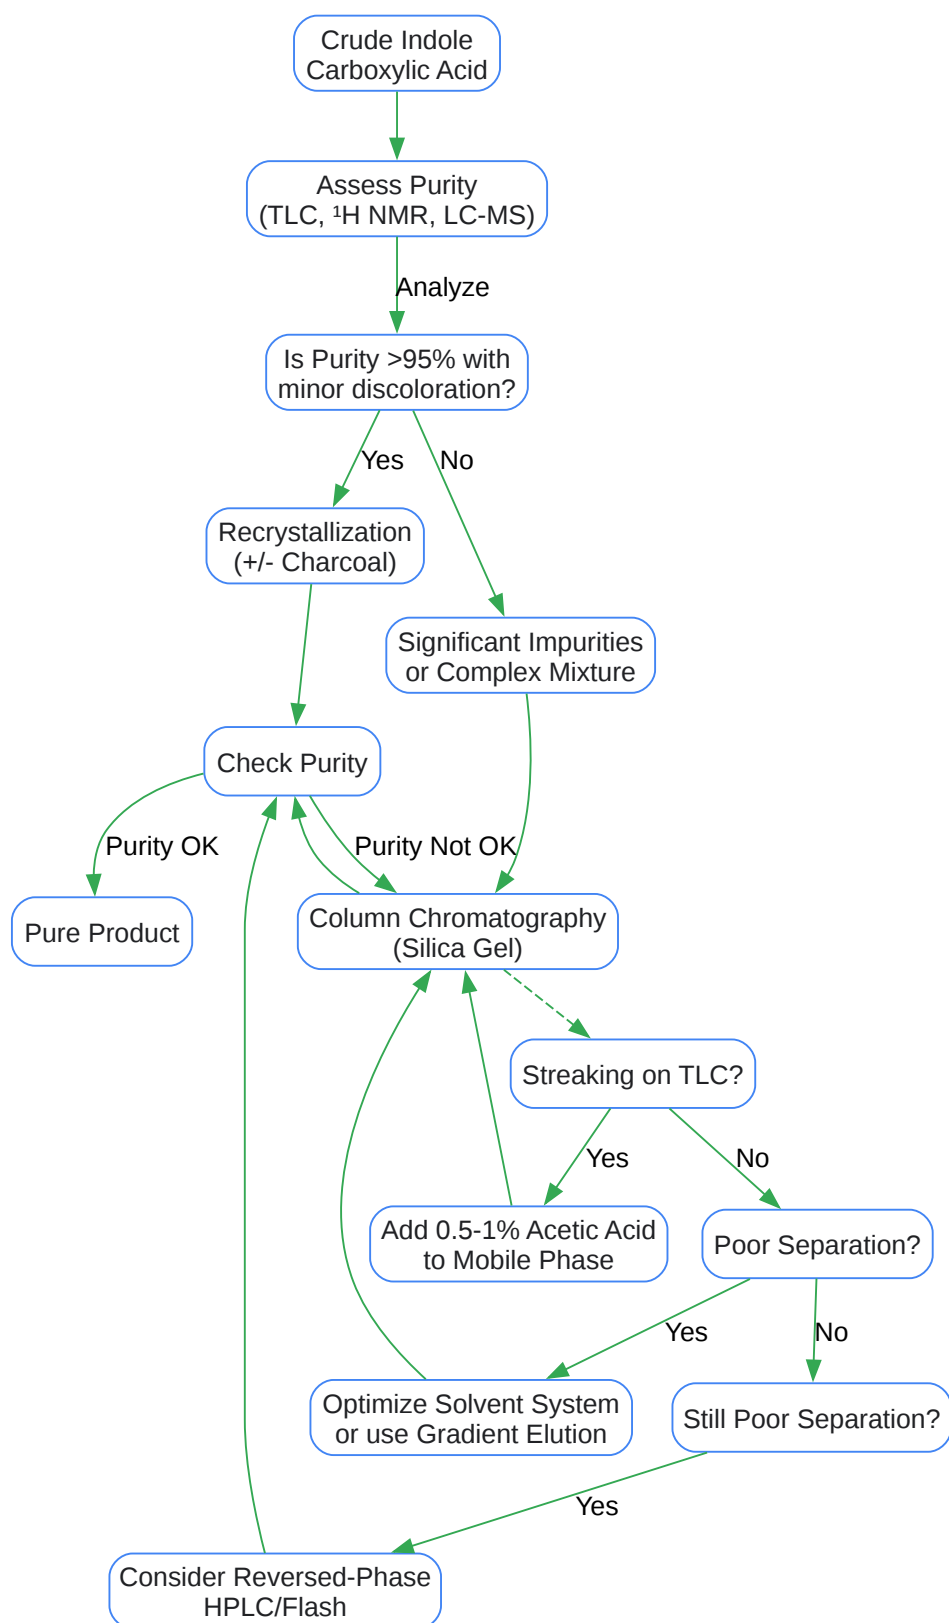 Crude Indole
Carboxylic Acid
Assess Purity
(TLC, ¹H NMR, LC-MS)
Analyze
Is Purity >95% with
minor discoloration?
Yes
No
Recrystallization
(+/- Charcoal)
Significant Impurities
or Complex Mixture
Check Purity
Purity OK
Purity Not OK
Pure Product
Column Chromatography
(Silica Gel)
Streaking on TLC?
Yes
No
Add 0.5-1% Acetic Acid
to Mobile Phase
Poor Separation?
Yes
No
Optimize Solvent System
or use Gradient Elution
Still Poor Separation?
Yes
Consider Reversed-Phase
HPLC/Flash